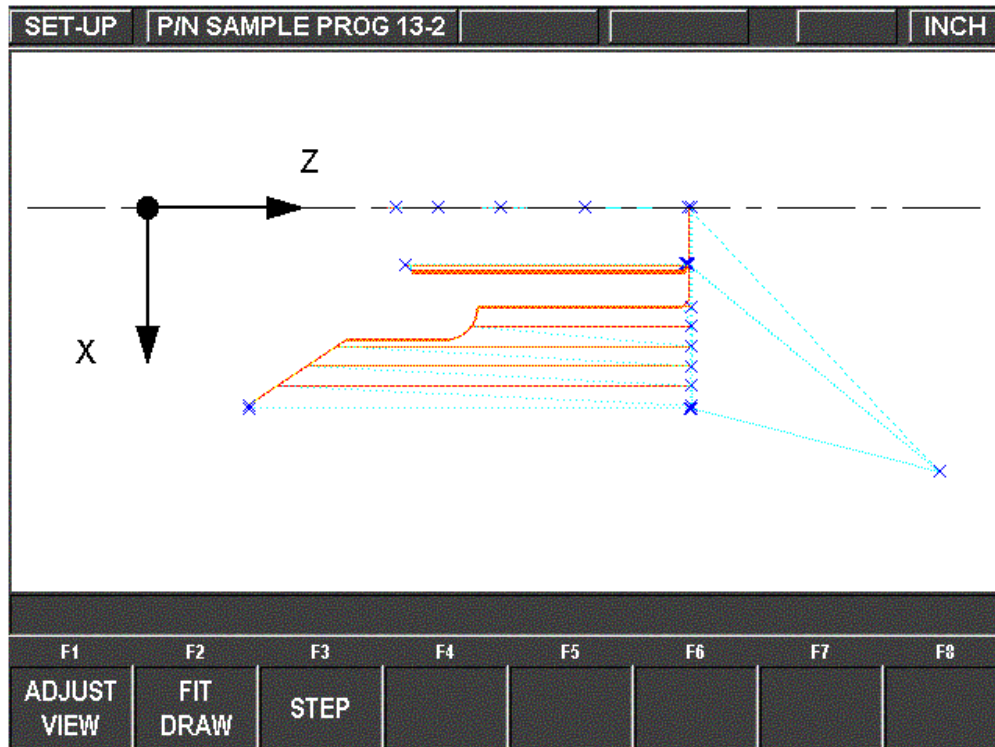 SET-UP P/N SAMPLE PROG 13-2 INCH
Z
X
F1 F2 F3 F4 F5 F6 F7 F8
ADJUST VIEW
FIT DRAW
STEP